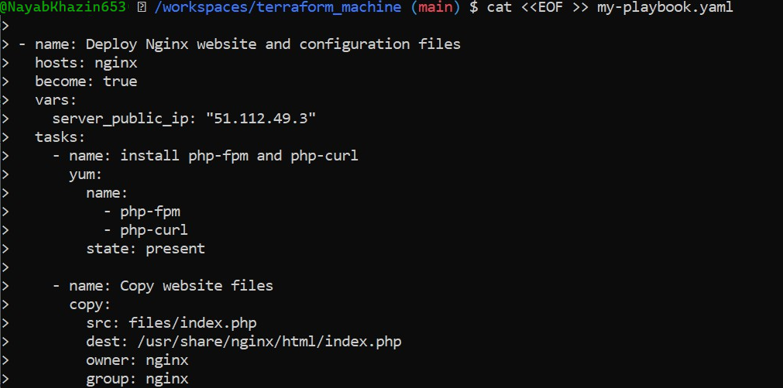 @NayabKhazin653 /workspaces/terraform_machine (main) $ cat <<EOF >> my-playbook.yaml
>
> - name: Deploy Nginx website and configuration files
>   hosts: nginx
>   become: true
>   vars:
>     server_public_ip: "51.112.49.3"
>   tasks:
>     - name: install php-fpm and php-curl
>       yum:
>         name:
>           - php-fpm
>           - php-curl
>         state: present
>
>     - name: Copy website files
>       copy:
>         src: files/index.php
>         dest: /usr/share/nginx/html/index.php
>         owner: nginx
>         group: nginx